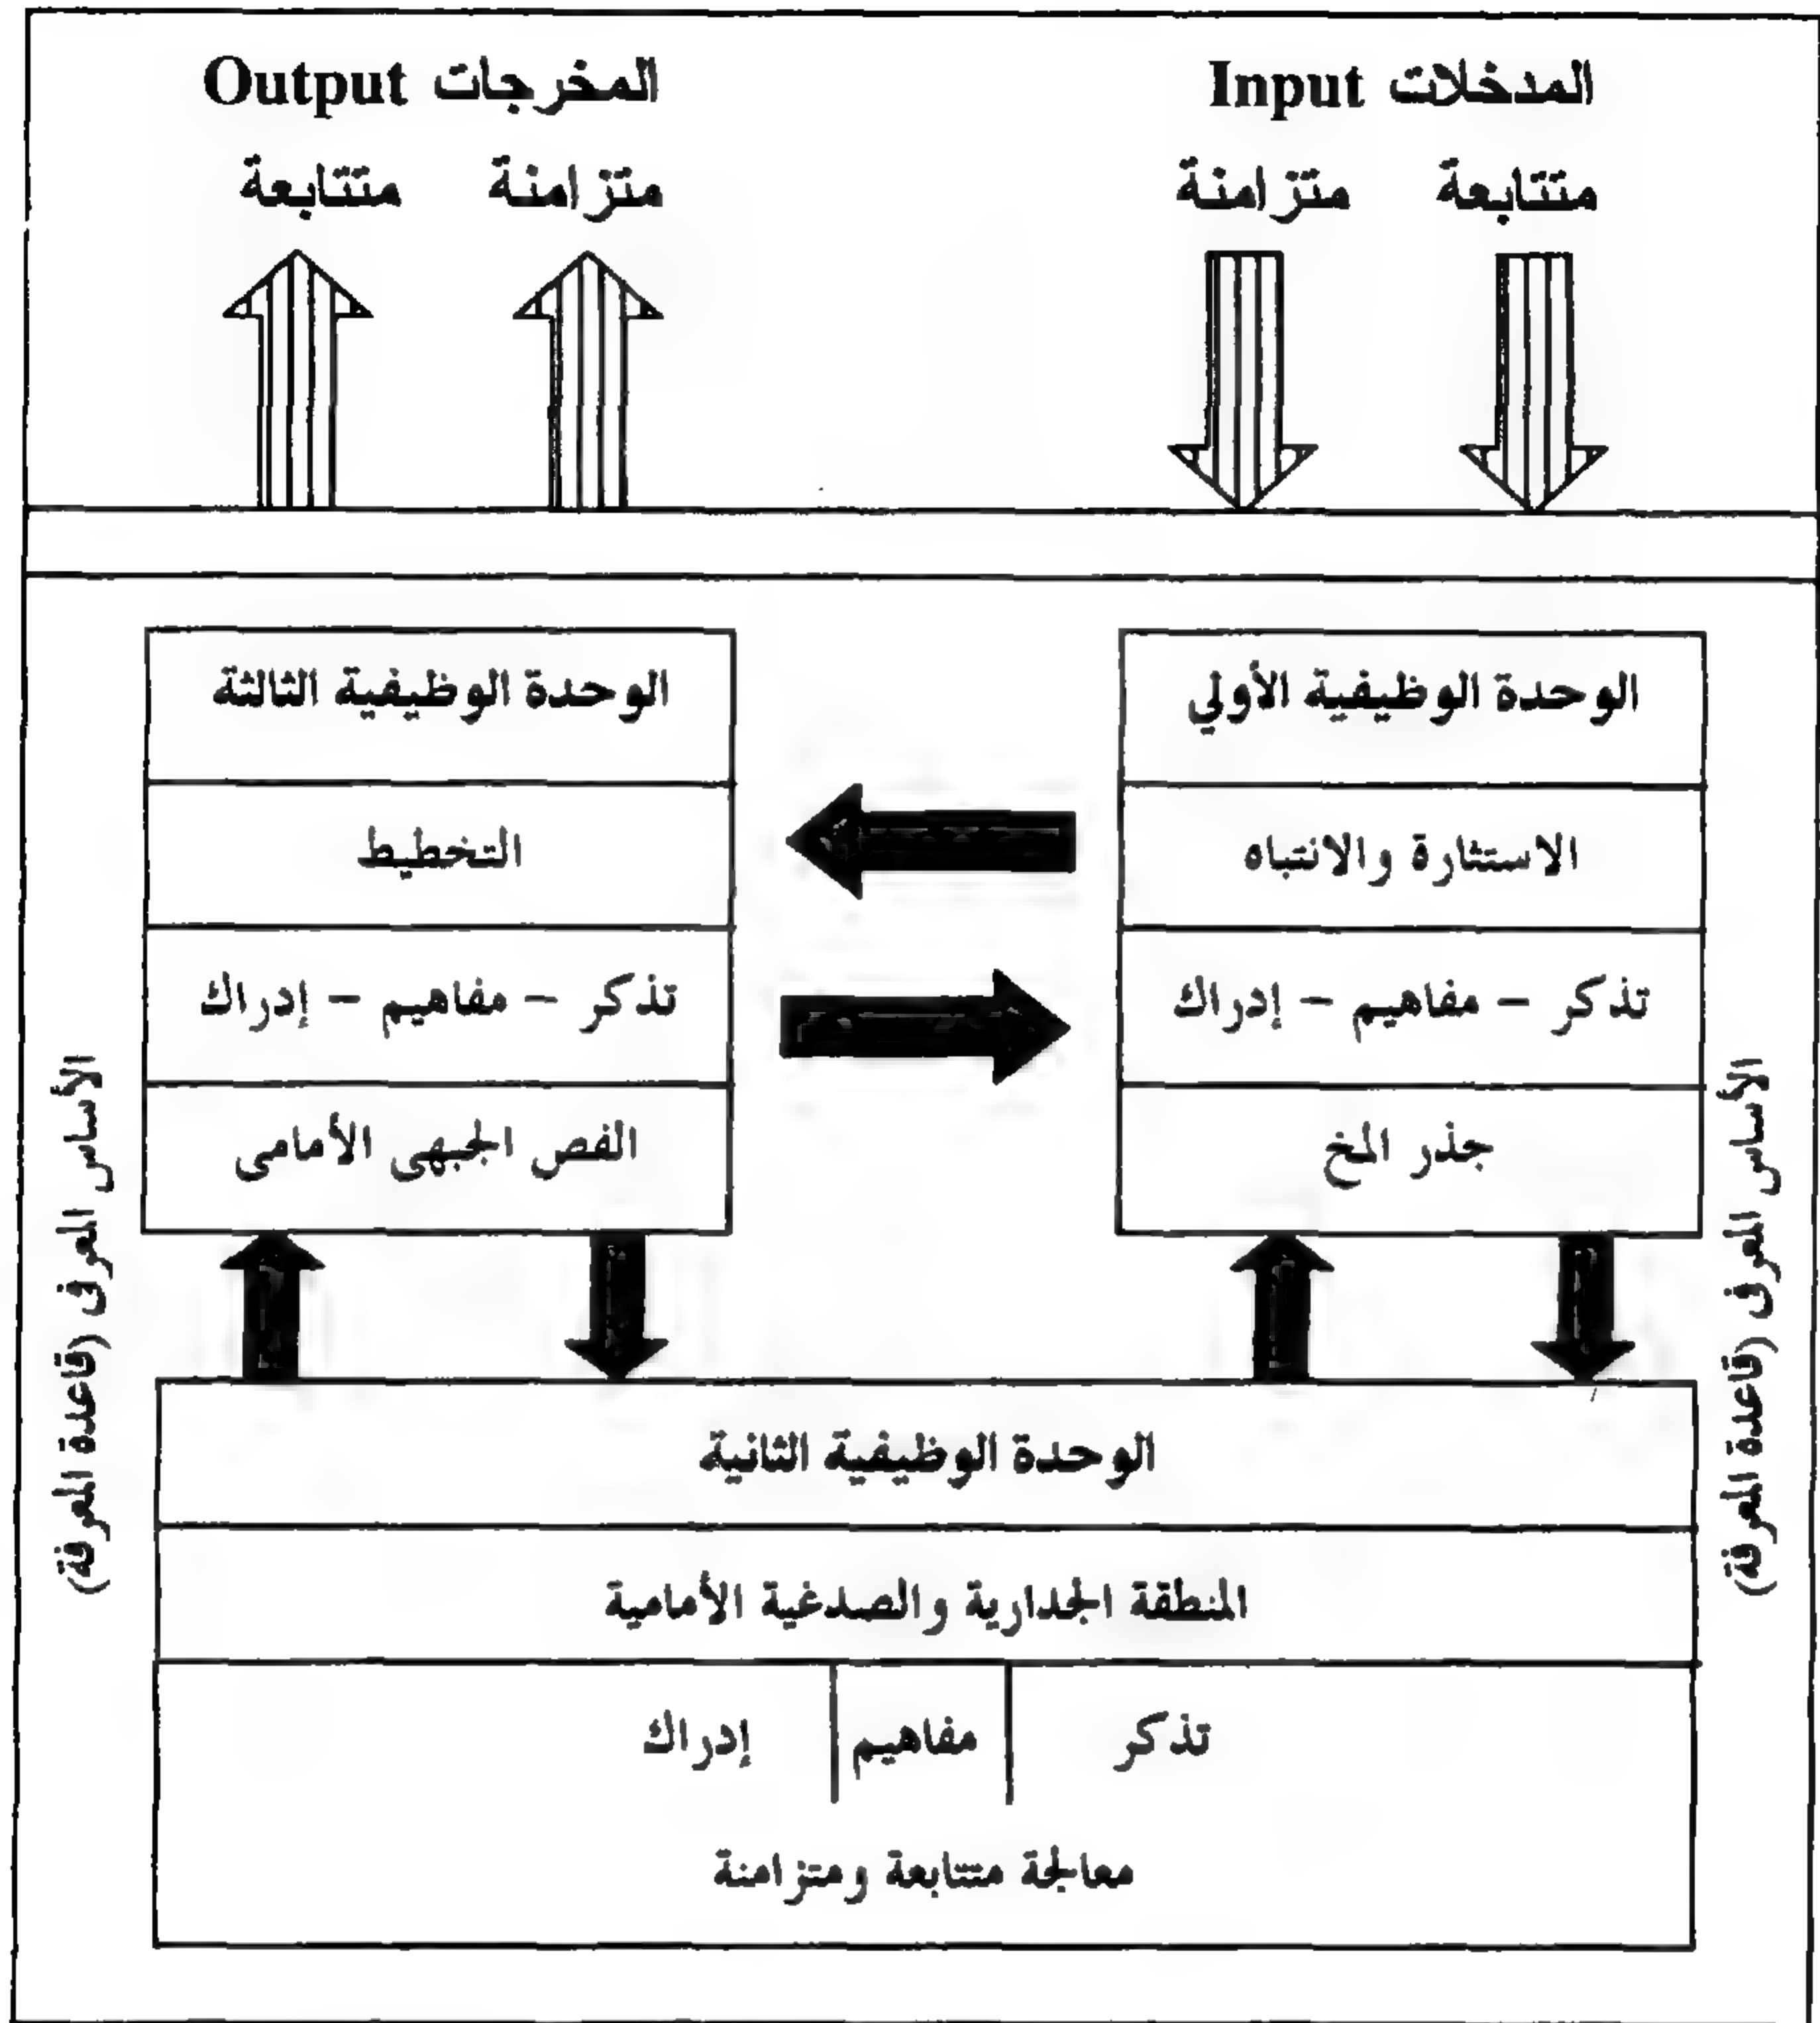 المدخلات Input
المخرجات Output
متتابعة
متزامنة
متزامنة
متتابعة
الوحدة الوظيفية الأولي
الاستثارة والانتباه
تذكر – مفاهيم – إدراك
جذر المخ
الوحدة الوظيفية الثالثة
التخطيط
تذكر – مفاهيم – إدراك
الفص الجبهى الأمامى
الأساس المعرفى (قاعدة المعرفة)
الأساس المعرفى (قاعدة المعرفة)
الوحدة الوظيفية الثانية
المنطقة الجدارية والصدغية الأمامية
تذكر
مفاهيم
إدراك
معالجة متتابعة ومتزامنة